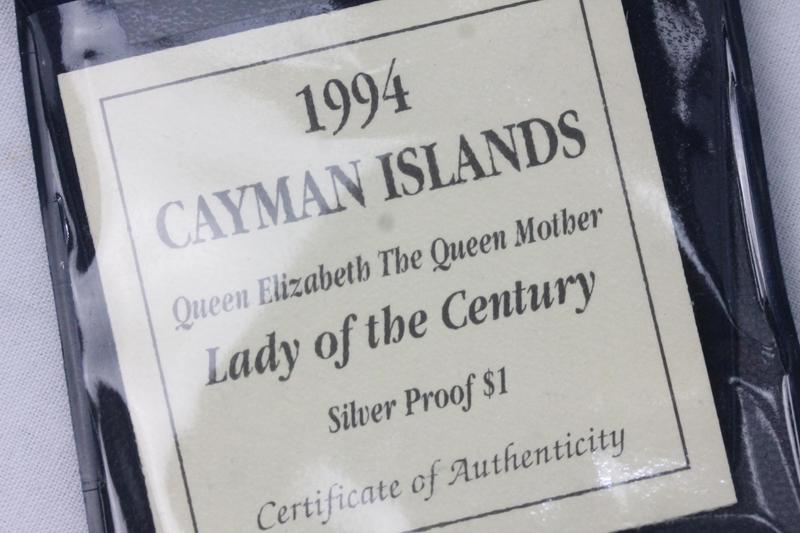 1994
CAYMAN ISLANDS
Queen Elizabeth The Queen Mother
Lady of the Century
Silver Proof $1
Certificate of Authenticity